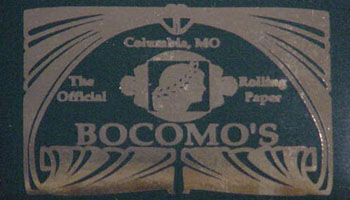 Columbia, MO
The Rolling
Official Paper
BOCOMO'S